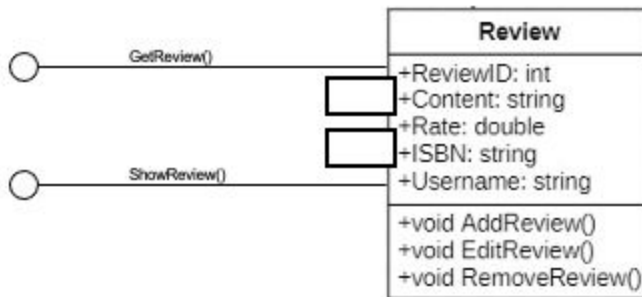 Review
GetReview()
+ReviewID: int
+Content: string
+Rate: double
+ISBN: string
ShowReview()
+Username: string
+void AddReview()
+void EditReview()
+void RemoveReview()